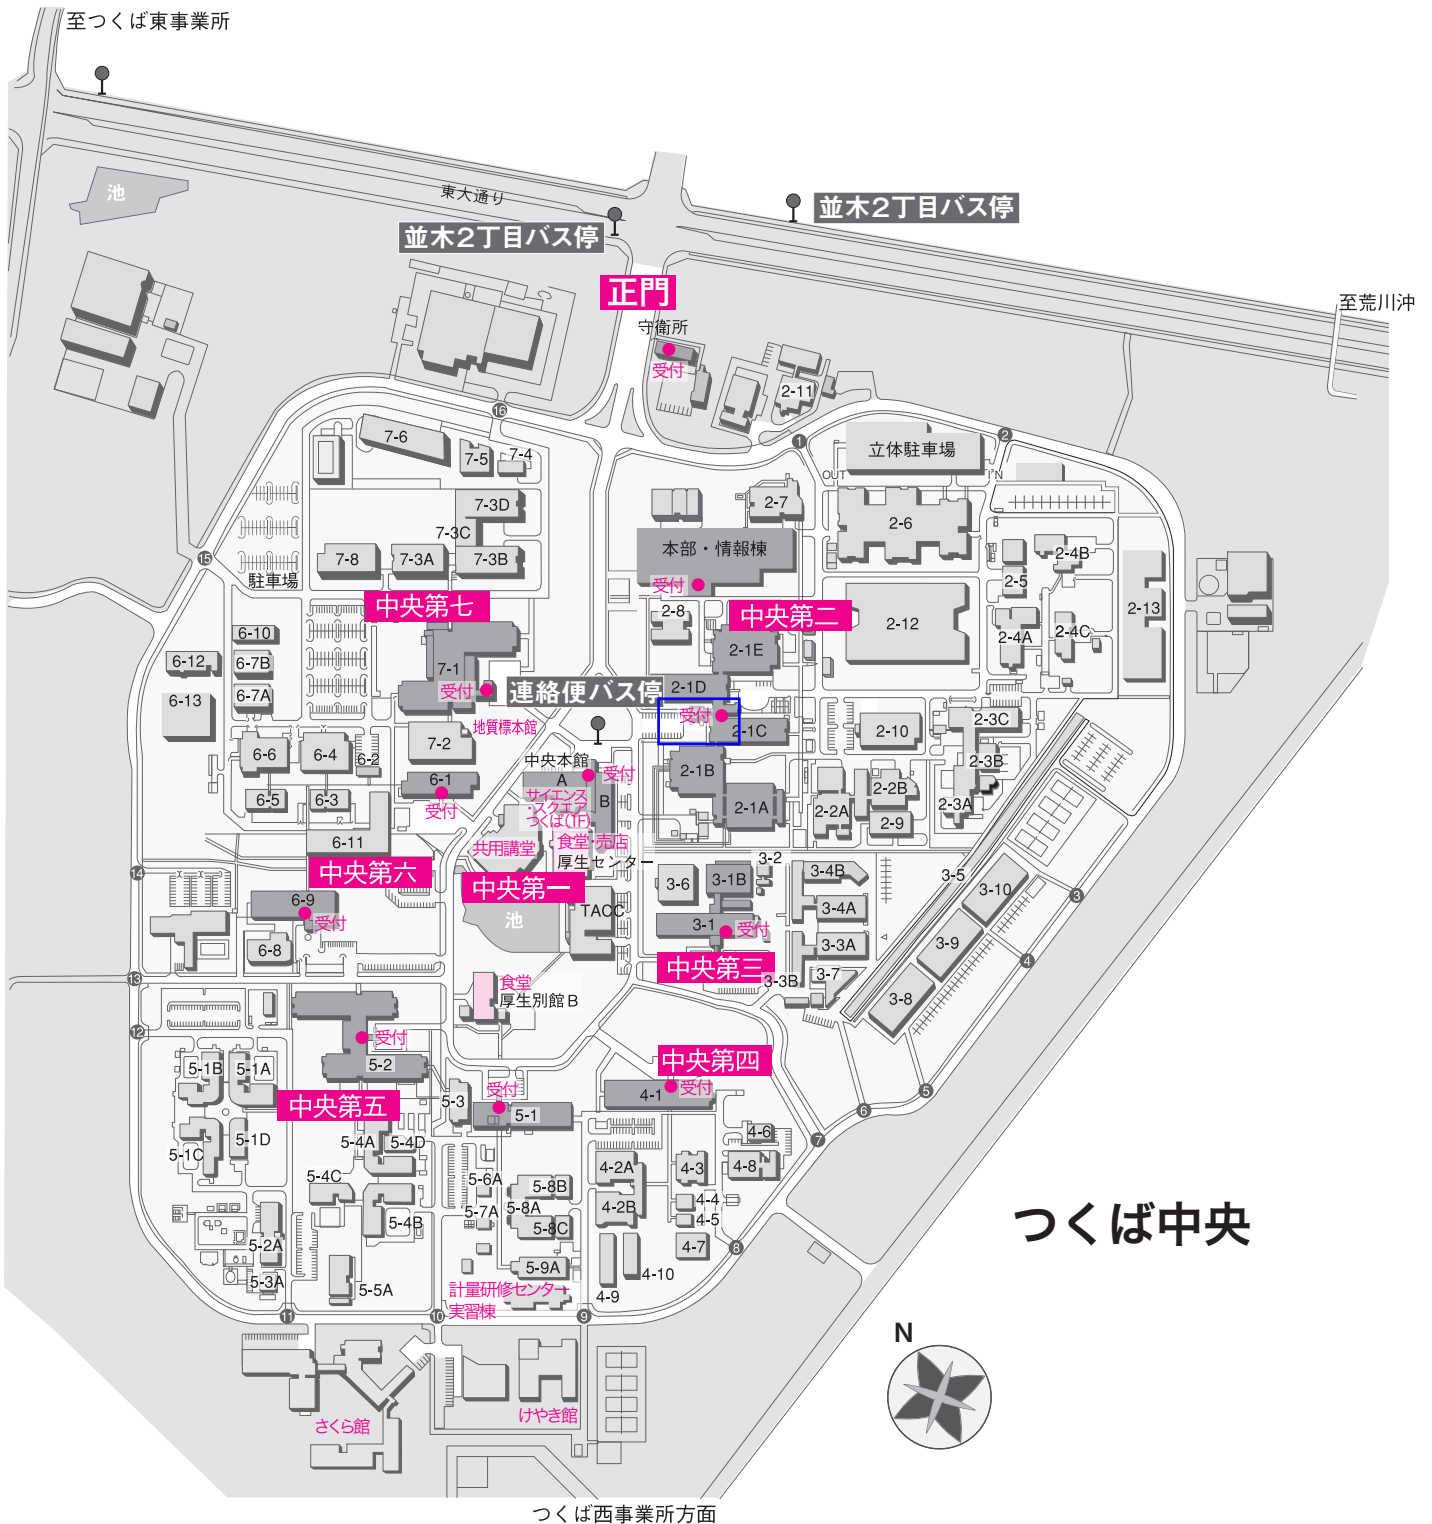 至つくば東事業所
池
東大通り
並木2丁目バス停
並木2丁目バス停
正門
至荒川沖
守衛所
受付
2-11
16
1
2
立体駐車場
OUT
IN
7-6
7-5
7-4
7-3D
7-3C
7-8
7-3A
7-3B
15
駐車場
中央第七
2-7
2-6
本部・情報棟
受付
2-4B
2-5
2-8
中央第二
2-12
2-13
2-4A
2-4C
2-1E
6-10
6-12
6-7B
6-7A
6-13
7-1
受付
連絡便バス停
地質標本館
7-2
2-1D
受付
2-1C
2-10
2-3C
6-6
6-4
6-2
2-1B
2-3B
6-1
受付
中央本館
A
受付
B
サイエンス
・スクエア
つくば(1F)
2-1A
2-2B
2-2A
2-3A
2-9
6-5
6-3
6-11
共用講堂
食堂・売店
厚生センター
中央第六
中央第一
14
3-2
3-4B
3-5
3-10
3-6
3-1B
3
6-9
受付
池
TACC
3-4A
3-1
受付
3-3A
3-9
6-8
中央第三
3-3B
3-7
4
13
食堂
厚生別館B
3-8
12
受付
5-2
中央第四
5-1B
5-1A
受付
4-1
5
中央第五
5-3
受付
5-1
6
7
5-1D
5-1C
5-4A
5-4D
4-6
4-2A
4-3
4-8
5-4C
5-6A
5-8B
4-4
5-8A
5-7A
4-2B
4-5
5-4B
5-8C
5-2A
4-7
8
5-3A
5-5A
5-9A
4-10
4-9
計量研修センター
実習棟
11
10
9
つくば中央
N
さくら館
けやき館
つくば西事業所方面